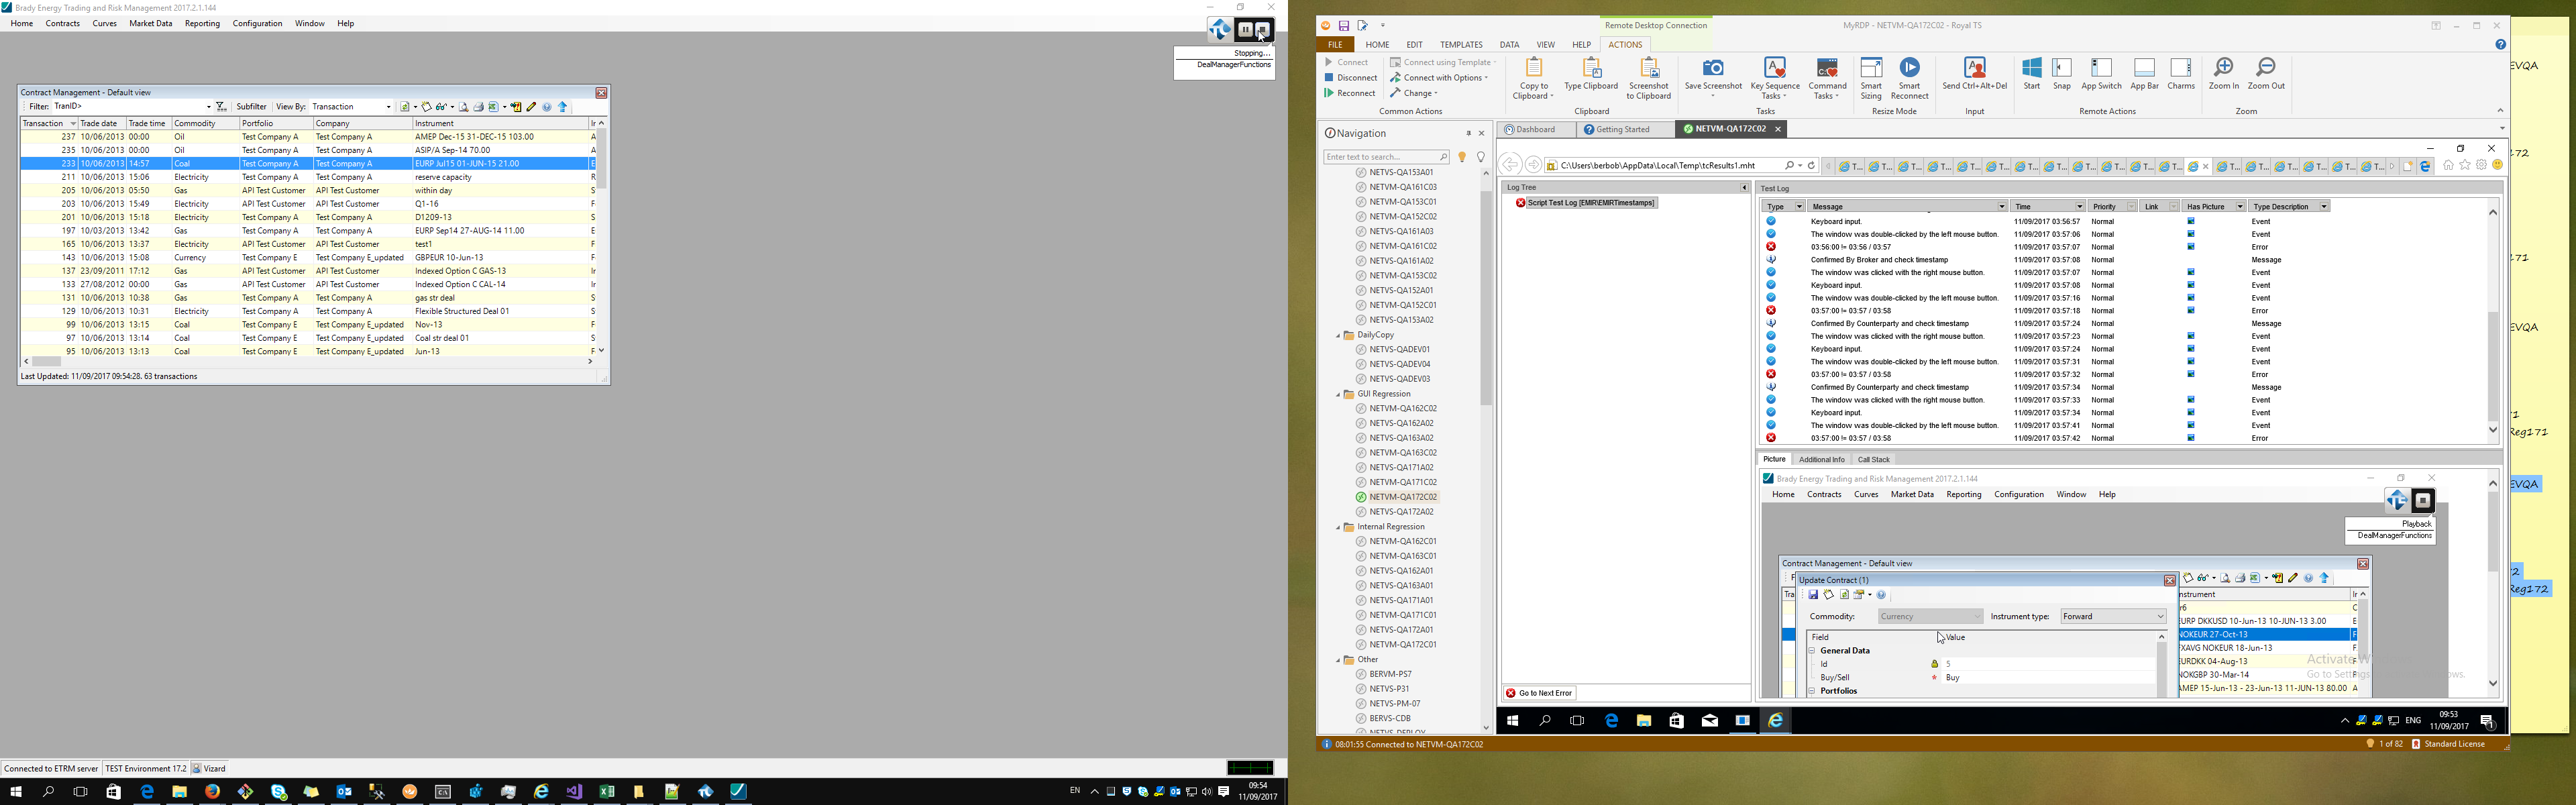 Brady Energy Trading and Risk Management 2017.2.1.144
Home Contracts Curves Market Data Reporting Configuration Window Help
Stopping...
DealManagerFunctions
Contract Management - Default view
Filter: TranID> Subfilter View By: Transaction
Transaction Trade date Trade time Commodity Portfolio Company Instrument Ir
237 10/06/2013 00:00 Oil Test Company A Test Company A AMEP Dec-15 31-DEC-15 103.00 A
235 10/06/2013 00:00 Oil Test Company A Test Company A ASIP/A Sep-14 70.00 A
233 10/06/2013 14:57 Coal Test Company A Test Company A EURP Jul15 01-JUN-15 21.00 E
211 10/06/2013 15:06 Electricity Test Company A Test Company A reserve capacity R
205 10/06/2013 05:50 Gas API Test Customer API Test Customer within day S
203 10/06/2013 15:49 Electricity API Test Customer API Test Customer Q1-16 F
201 10/06/2013 15:18 Electricity Test Company A Test Company A D1209-13 S
197 10/03/2013 13:42 Gas Test Company A Test Company A EURP Sep14 27-AUG-14 11.00 E
165 10/06/2013 13:37 Electricity API Test Customer API Test Customer test1 F
143 10/06/2013 15:08 Currency Test Company E Test Company E_updated GBPEUR 10-Jun-13 F
137 23/09/2011 17:12 Gas API Test Customer API Test Customer Indexed Option C GAS-13 Ir
133 27/08/2012 00:00 Gas API Test Customer API Test Customer Indexed Option C CAL-14 Ir
131 10/06/2013 10:38 Gas Test Company A Test Company A gas str deal S
129 10/06/2013 10:31 Electricity Test Company A Test Company A Flexible Structured Deal 01 S
99 10/06/2013 13:15 Coal Test Company E Test Company E_updated Nov-13 F
97 10/06/2013 13:14 Coal Test Company E Test Company E_updated Coal str deal 01 S
95 10/06/2013 13:13 Coal Test Company E Test Company E_updated Jun-13 F
Last Updated: 11/09/2017 09:54:28. 63 transactions
Connected to ETRM server TEST Environment 17.2 Vizard
EN 09:54
11/09/2017
Remote Desktop Connection MyRDP - NETVM-QA172C02 - Royal TS
FILE HOME EDIT TEMPLATES DATA VIEW HELP ACTIONS
Connect Connect using Template
Disconnect Connect with Options
Reconnect Change
Copy to Clipboard Type Clipboard Screenshot to Clipboard Save Screenshot Key Sequence Tasks Command Tasks Smart Sizing Smart Reconnect Send Ctrl+Alt+Del Start Snap App Switch App Bar Charms Zoom In Zoom Out
Common Actions Clipboard Tasks Resize Mode Input Remote Actions Zoom
Navigation
Enter text to search...
NETVS-QA153A01
NETVM-QA161C03
NETVM-QA153C01
NETVM-QA152C02
NETVS-QA161A03
NETVM-QA161C02
NETVS-QA161A02
NETVM-QA153C02
NETVS-QA152A01
NETVM-QA152C01
NETVS-QA153A02
DailyCopy
NETVS-QADEV01
NETVS-QADEV04
NETVS-QADEV03
GUI Regression
NETVM-QA162C02
NETVS-QA162A02
NETVS-QA163A02
NETVM-QA163C02
NETVS-QA171A02
NETVM-QA171C02
NETVM-QA172C02
NETVS-QA172A02
Internal Regression
NETVM-QA162C01
NETVM-QA163C01
NETVS-QA162A01
NETVS-QA163A01
NETVS-QA171A01
NETVM-QA171C01
NETVS-QA172A01
NETVM-QA172C01
Other
BERVM-PS7
NETVS-P31
NETVS-PM-07
BERVS-CDB
NETVS-DEPLOY
Dashboard Getting Started NETVM-QA172C02
C:\Users\berbob\AppData\Local\Temp\tcResults1.mht
Log Tree
Script Test Log [EMIR\EMIRTimestamps]
Go to Next Error
Test Log
Type Message Time Priority Link Has Picture Type Description
Keyboard input. 11/09/2017 03:56:57 Normal Event
The window was double-clicked by the left mouse button. 11/09/2017 03:57:06 Normal Event
03:56:00 != 03:56 / 03:57 11/09/2017 03:57:07 Normal Error
Confirmed By Broker and check timestamp 11/09/2017 03:57:08 Normal Message
The window was clicked with the right mouse button. 11/09/2017 03:57:07 Normal Event
Keyboard input. 11/09/2017 03:57:08 Normal Event
The window was double-clicked by the left mouse button. 11/09/2017 03:57:16 Normal Event
03:57:00 != 03:57 / 03:58 11/09/2017 03:57:18 Normal Error
Confirmed By Counterparty and check timestamp 11/09/2017 03:57:24 Normal Message
The window was clicked with the right mouse button. 11/09/2017 03:57:23 Normal Event
Keyboard input. 11/09/2017 03:57:24 Normal Event
The window was double-clicked by the left mouse button. 11/09/2017 03:57:31 Normal Event
03:57:00 != 03:57 / 03:58 11/09/2017 03:57:32 Normal Error
Confirmed By Counterparty and check timestamp 11/09/2017 03:57:34 Normal Message
The window was clicked with the right mouse button. 11/09/2017 03:57:33 Normal Event
Keyboard input. 11/09/2017 03:57:34 Normal Event
The window was double-clicked by the left mouse button. 11/09/2017 03:57:41 Normal Event
03:57:00 != 03:57 / 03:58 11/09/2017 03:57:42 Normal Error
Picture Additional Info Call Stack
Brady Energy Trading and Risk Management 2017.2.1.144
Home Contracts Curves Market Data Reporting Configuration Window Help
Playback
DealManagerFunctions
Contract Management - Default view
Update Contract (1)
Commodity: Currency Instrument type: Forward
Field Value
General Data
Id 5
Buy/Sell * Buy
Portfolios
nstrument
r6
URP DKKUSD 10-Jun-13 10-JUN-13 3.00
NOKEUR 27-Oct-13
XAVG NOKEUR 18-Jun-13
URDKK 04-Aug-13
NOKGBP 30-Mar-14
AMEP 15-Jun-13 - 23-Jun-13 11-JUN-13 80.00 A
Activate W
Go to Settings
ENG 09:53
11/09/2017
08:01:55 Connected to NETVM-QA172C02 1 of 82 Standard License
EVQA
172
171
EVQA
Reg171
EVQA
Reg172